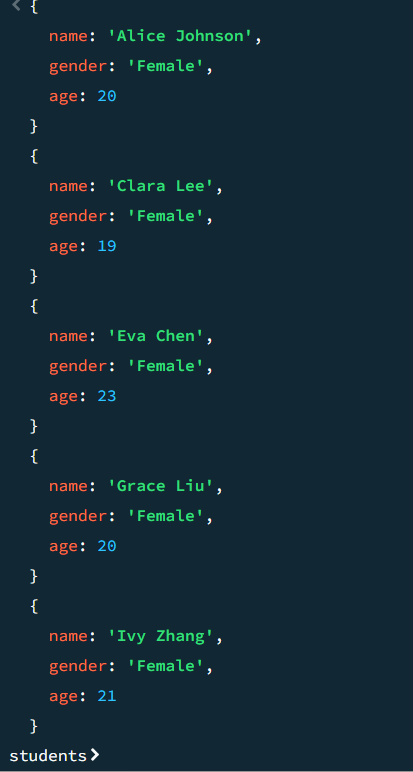 {
name: 'Alice Johnson',
gender: 'Female',
age: 20
}
{
name: 'Clara Lee',
gender: 'Female',
age: 19
}
{
name: 'Eva Chen',
gender: 'Female',
age: 23
}
{
name: 'Grace Liu',
gender: 'Female',
age: 20
}
{
name: 'Ivy Zhang',
gender: 'Female',
age: 21
}
students>